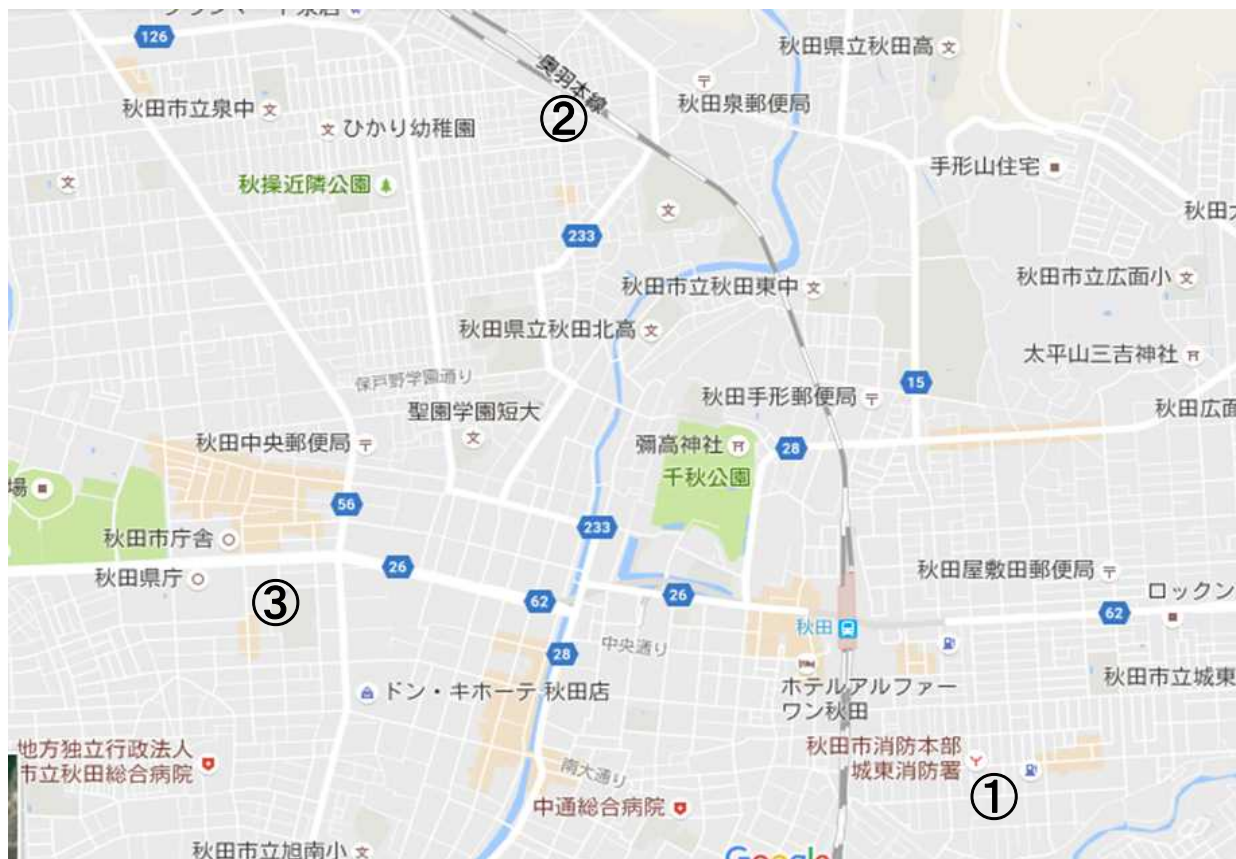 126
秋田県立秋田高
奥羽本線
②
秋田泉郵便局
秋田市立泉中
ひかり幼稚園
手形山住宅
秋操近隣公園
233
秋田市立秋田東中
秋田市立広面小
秋田県立秋田北高
太平山三吉神社
保戸野学園通り
15
秋田手形郵便局
聖園学園短大
秋田広面
秋田中央郵便局
彌高神社
28
千秋公園
場
56
233
秋田市庁舎
26
秋田県庁
秋田屋敷田郵便局
③
62
26
ロックン
62
秋田
中央通り
28
ドン・キホーテ 秋田店
ホテルアルファー
ワン秋田
秋田市立城東
地方独立行政法人
市立秋田総合病院
秋田市消防本部
城東消防署
南大通り
①
中通総合病院
秋田市立旭南小
Google